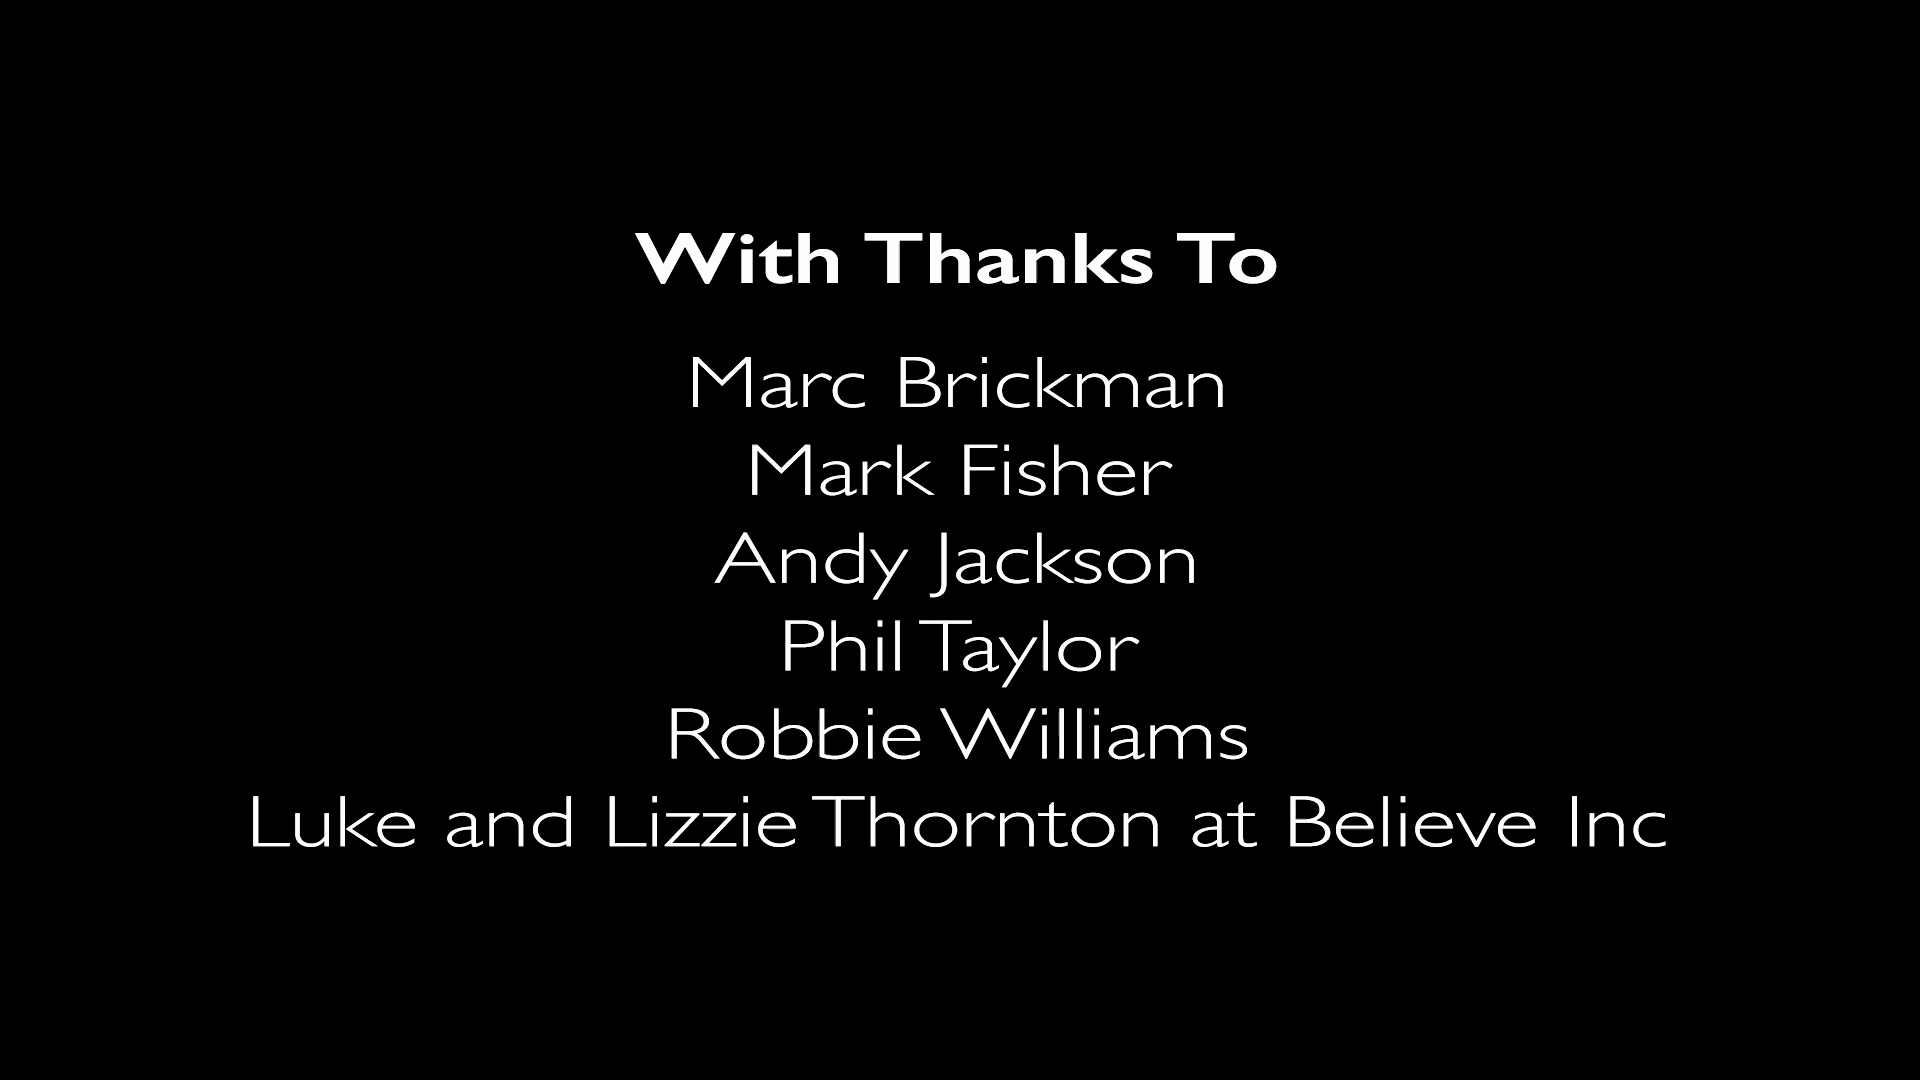 With Thanks To
Marc Brickman
Mark Fisher
Andy Jackson
Phil Taylor
Robbie Williams
Luke and Lizzie Thornton at Believe Inc